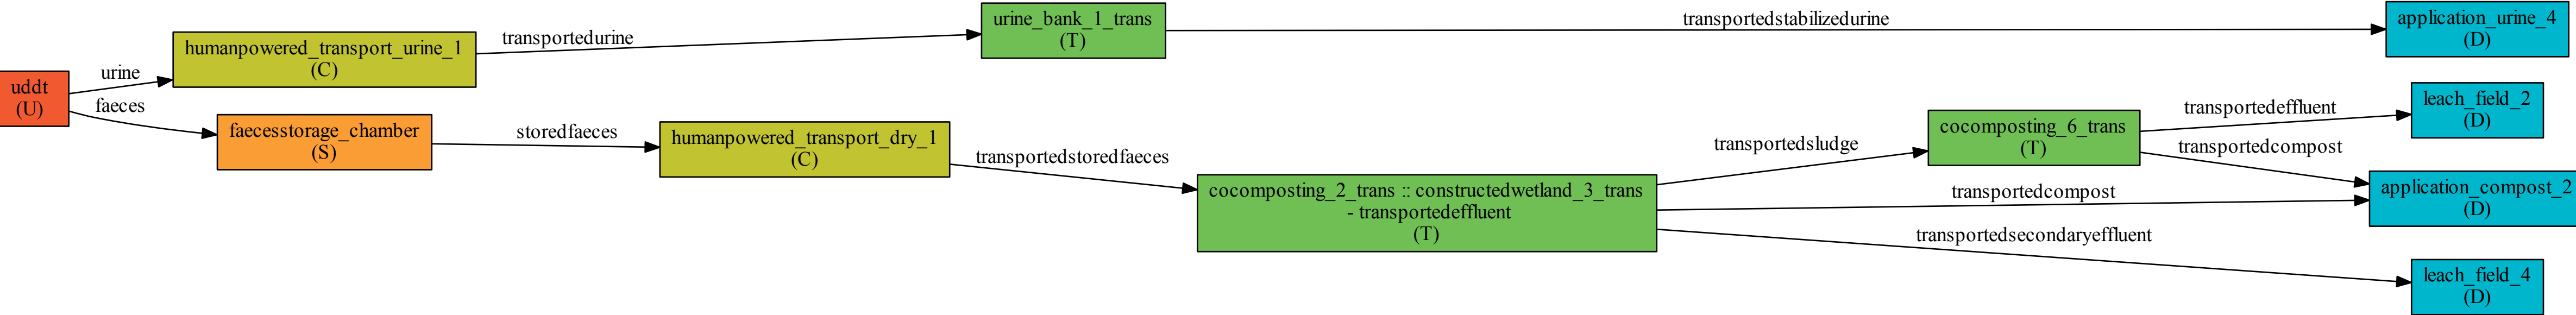 uddt
(U)
urine
faeces
humanpowered_transport_urine_1
(C)
faecesstorage_chamber
(S)
transportedurine
storedfaeces
humanpowered_transport_dry_1
(C)
urine_bank_1_trans
(T)
transportedstoredfaeces
cocomposting_2_trans :: constructedwetland_3_trans
- transportedeffluent
(T)
transportedstabilizedurine
transportedsludge
transportedcompost
transportedsecondaryeffluent
cocomposting_6_trans
(T)
transportedeffluent
transportedcompost
application_urine_4
(D)
leach_field_2
(D)
application_compost_2
(D)
leach_field_4
(D)